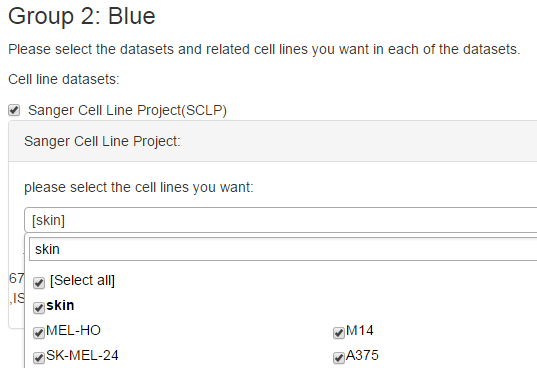 Group 2: Blue
Please select the datasets and related cell lines you want in each of the datasets.
Cell line datasets:
Sanger Cell Line Project(SCLP)
Sanger Cell Line Project:
please select the cell lines you want:
[skin]
skin
67
[Select all]
,IS
skin
MEL-HO M14
SK-MEL-24 A375